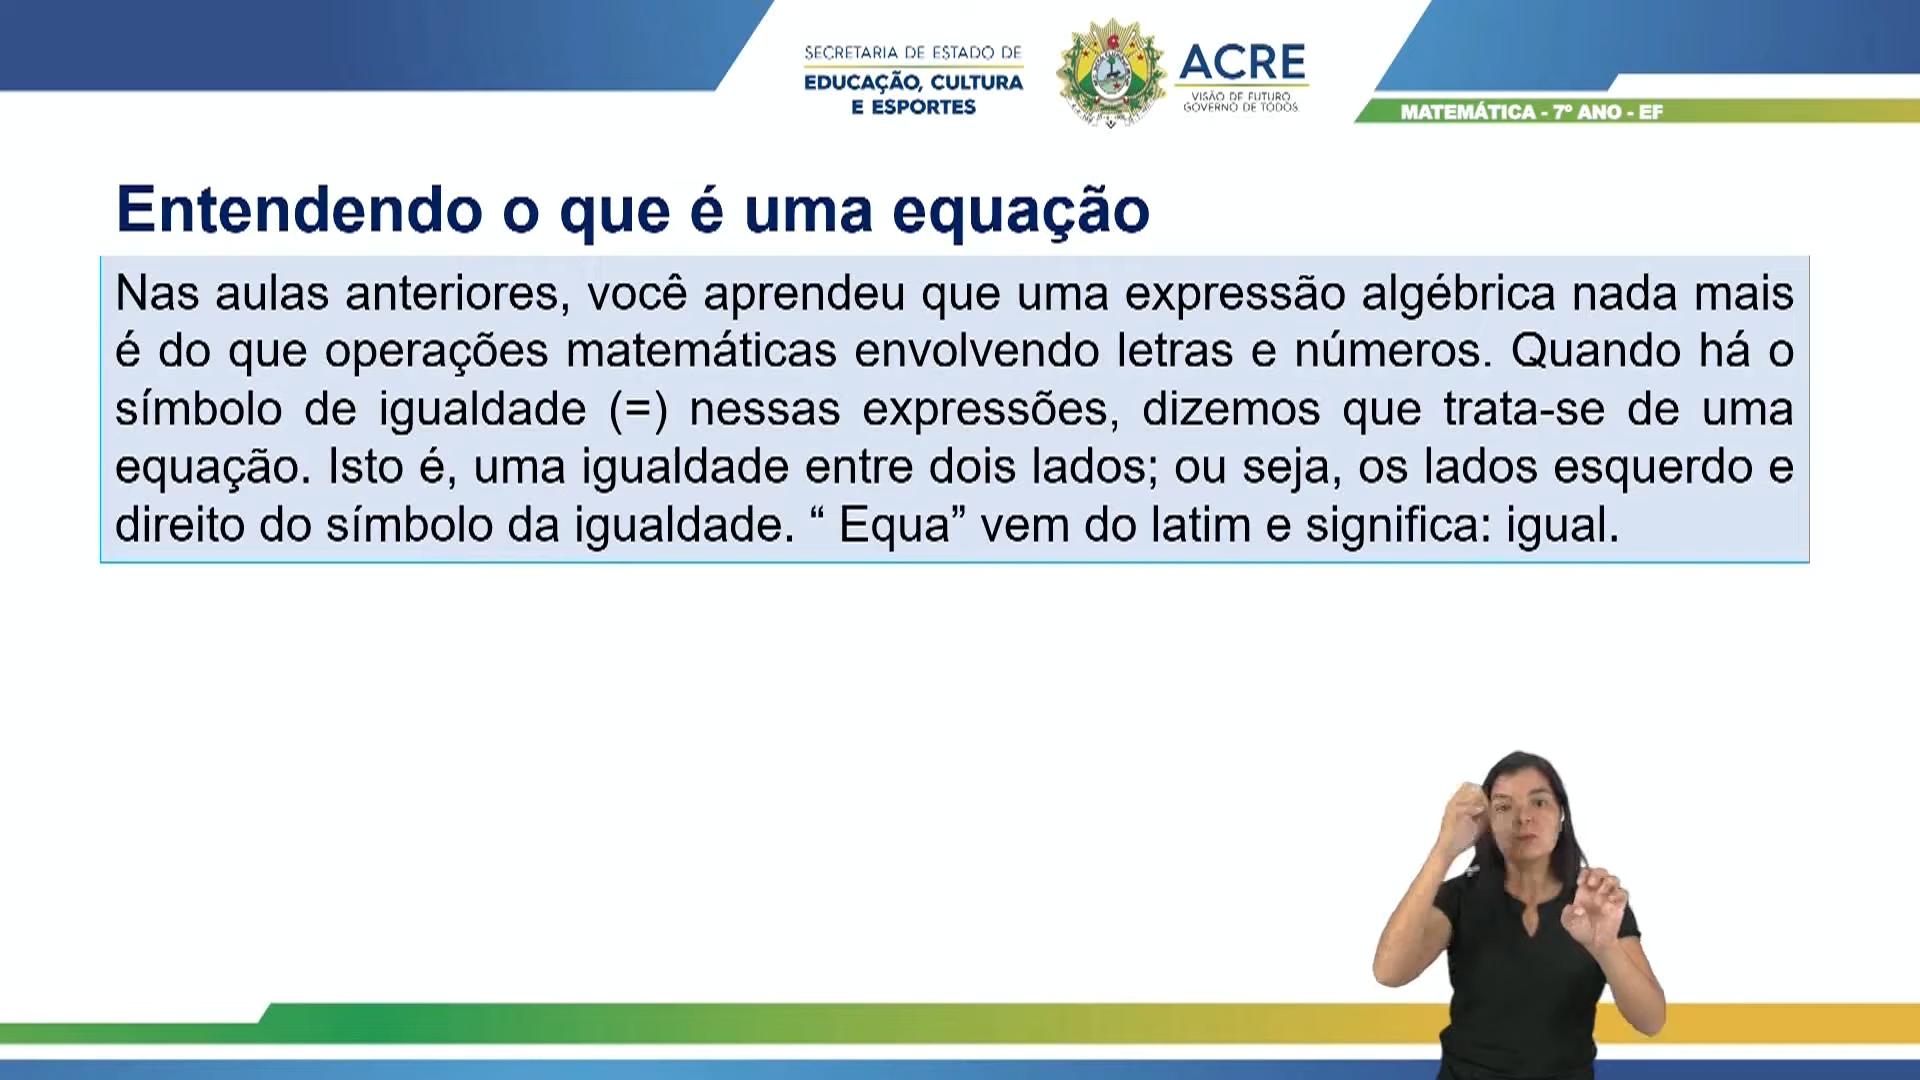 SECRETARIA DE ESTADO DE
EDUCAÇÃO, CULTURA
E ESPORTES
ACRE
VISÃO DE FUTURO
GOVERNO DE TODOS
MATEMÁTICA - 7º ANO - EF
Entendendo o que é uma equação
Nas aulas anteriores, você aprendeu que uma expressão algébrica nada mais
é do que operações matemáticas envolvendo letras e números. Quando há o
símbolo de igualdade (=) nessas expressões, dizemos que trata-se de uma
equação. Isto é, uma igualdade entre dois lados; ou seja, os lados esquerdo e
direito do símbolo da igualdade. “ Equa” vem do latim e significa: igual.